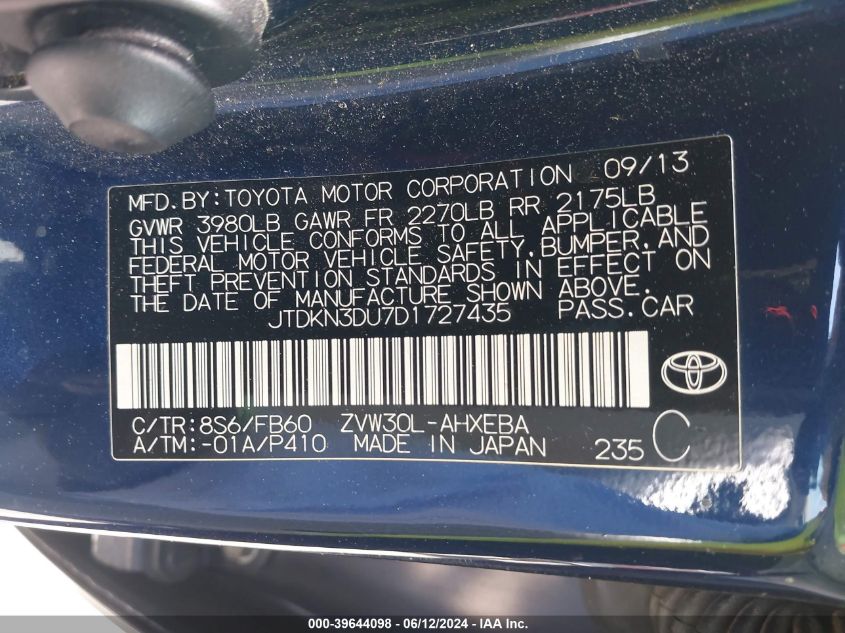 MFD.BY:TOYOTA MOTOR CORPORATION 09/13
GVWR 3980LB GAWR FR 2270LB RR 2175LB
THIS VEHICLE CONFORMS TO ALL APPLICABLE
FEDERAL MOTOR VEHICLE SAFETY,BUMPER,AND
THEFT PREVENTION STANDARDS IN EFFECT ON
THE DATE OF MANUFACTURE SHOWN ABOVE.
JTDKN3DU7D1727435 PASS.CAR
C/TR:8S6/FB60 ZVW30L-AHXEBA
A/TM:-01A/P410 MADE IN JAPAN 235 C
000-39644098 - 06/12/2024 - IAA Inc.